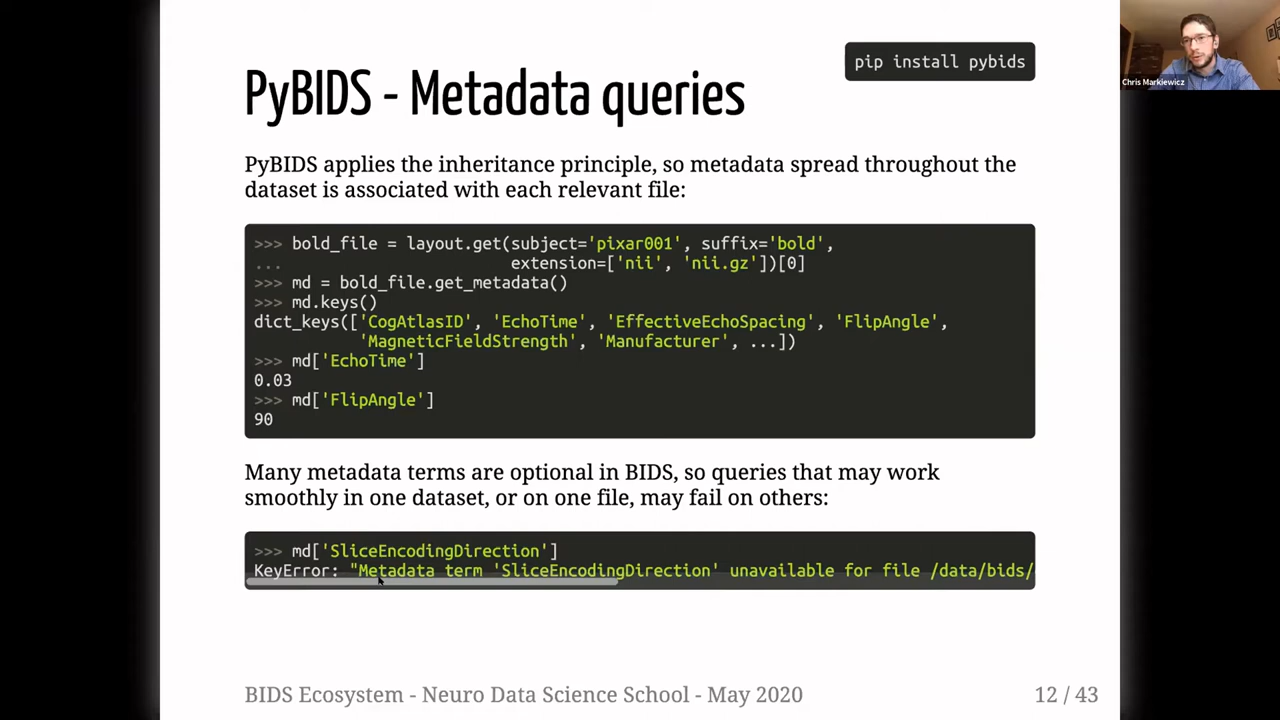 pip install pybids
Chris Markiewicz
PyBIDS - Metadata queries
PyBIDS applies the inheritance principle, so metadata spread throughout the
dataset is associated with each relevant file:
>>> bold_file = layout.get(subject='pixar001', suffix='bold',
...                        extension=['nii', 'nii.gz'])[0]
>>> md = bold_file.get_metadata()
>>> md.keys()
dict_keys(['CogAtlasID', 'EchoTime', 'EffectiveEchoSpacing', 'FlipAngle',
           'MagneticFieldStrength', 'Manufacturer', ...])
>>> md['EchoTime']
0.03
>>> md['FlipAngle']
90
Many metadata terms are optional in BIDS, so queries that may work
smoothly in one dataset, or on one file, may fail on others:
>>> md['SliceEncodingDirection']
KeyError: "Metadata term 'SliceEncodingDirection' unavailable for file /data/bids/
BIDS Ecosystem - Neuro Data Science School - May 2020
12 / 43